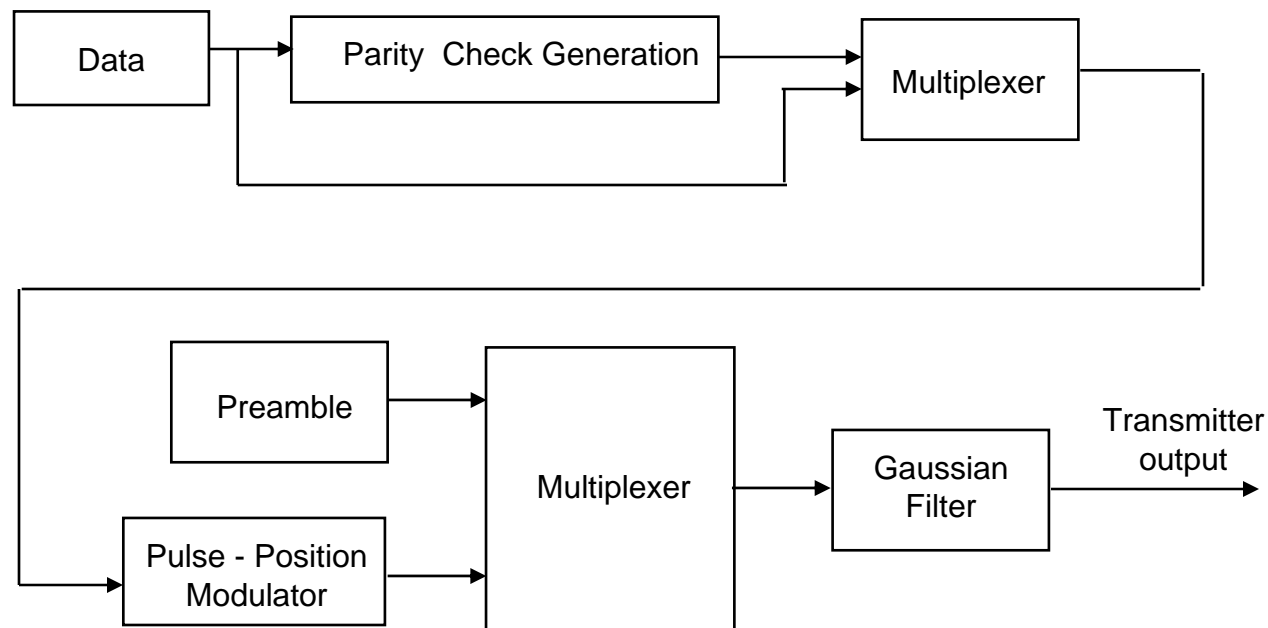 Data
Parity Check Generation
Multiplexer
Preamble
Multiplexer
Gaussian
Filter
Transmitter
output
Pulse - Position
Modulator